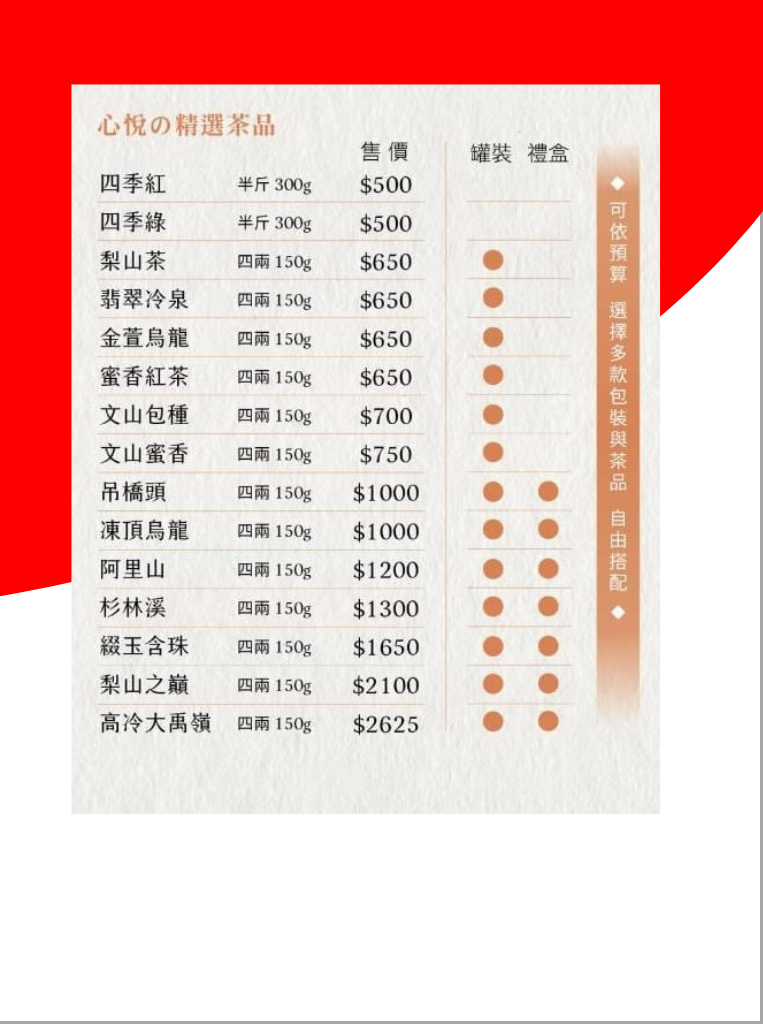 心悅の精選茶品
售價 罐裝 禮盒
四季紅 半斤 300g $500
四季綠 半斤 300g $500
梨山茶 四兩 150g $650 ●
翡翠冷泉 四兩 150g $650 ●
金萱烏龍 四兩 150g $650 ●
蜜香紅茶 四兩 150g $650 ●
文山包種 四兩 150g $700 ●
文山蜜香 四兩 150g $750 ●
吊橋頭 四兩 150g $1000 ● ●
凍頂烏龍 四兩 150g $1000 ● ●
阿里山 四兩 150g $1200 ● ●
杉林溪 四兩 150g $1300 ● ●
綴玉含珠 四兩 150g $1650 ● ●
梨山之巔 四兩 150g $2100 ● ●
高冷大禹嶺 四兩 150g $2625 ● ●
◆可依預算 選擇多款包裝與茶品 自由搭配◆